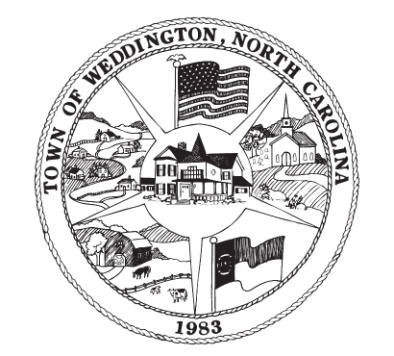 TOWN OF WEDDINGTON, NORTH CAROLINA
1983